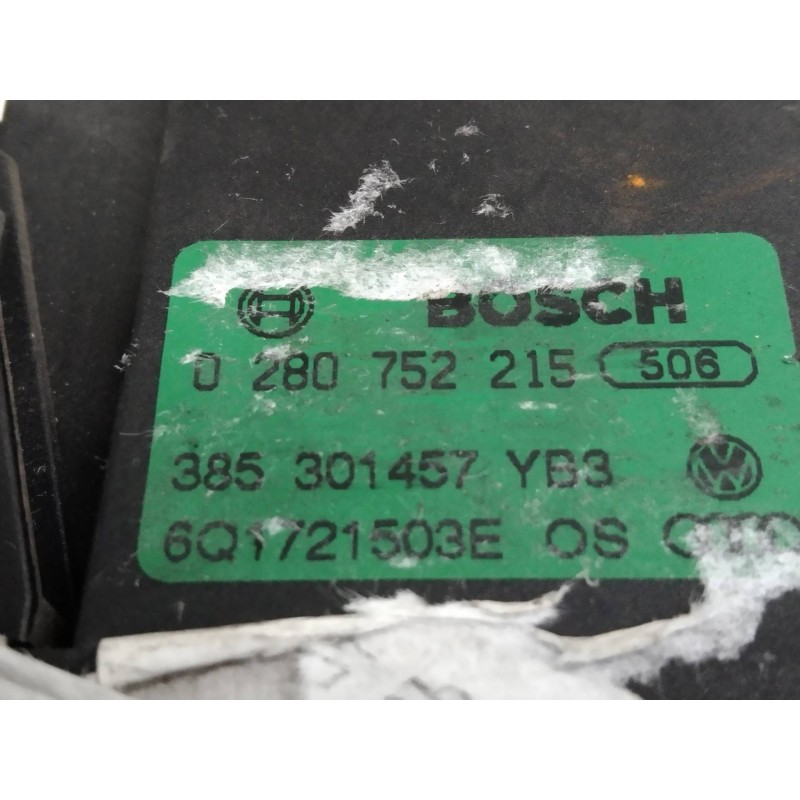 BOSCH
0 280 752 215 506
385 301457 YB3
6Q1721503E OS